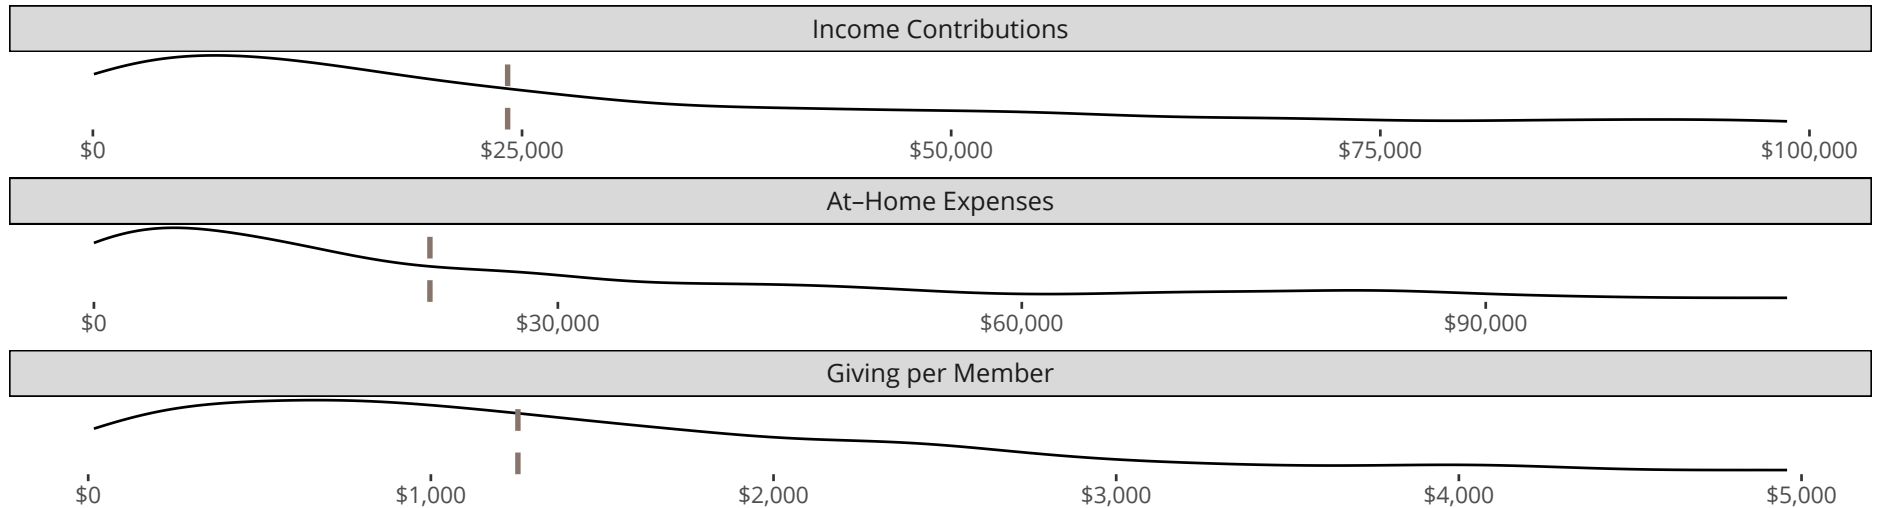 Income Contributions
$0 $25,000 $50,000 $75,000 $100,000
At–Home Expenses
$0 $30,000 $60,000 $90,000
Giving per Member
$0 $1,000 $2,000 $3,000 $4,000 $5,000